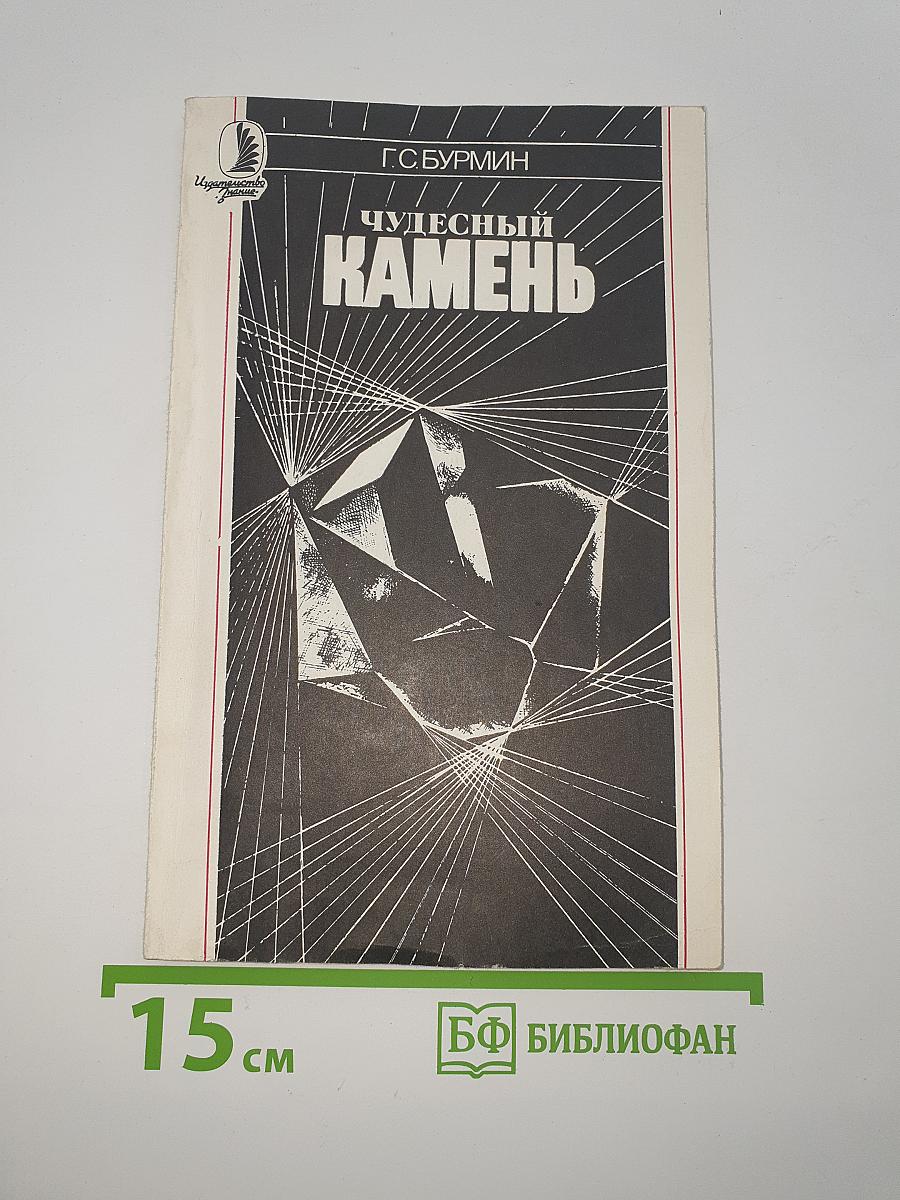 Г.С.БУРМИН
Издательство
·Знание·
ЧУДЕСНЫЙ
КАМЕНЬ
15 см
БФ БИБЛИОФАН